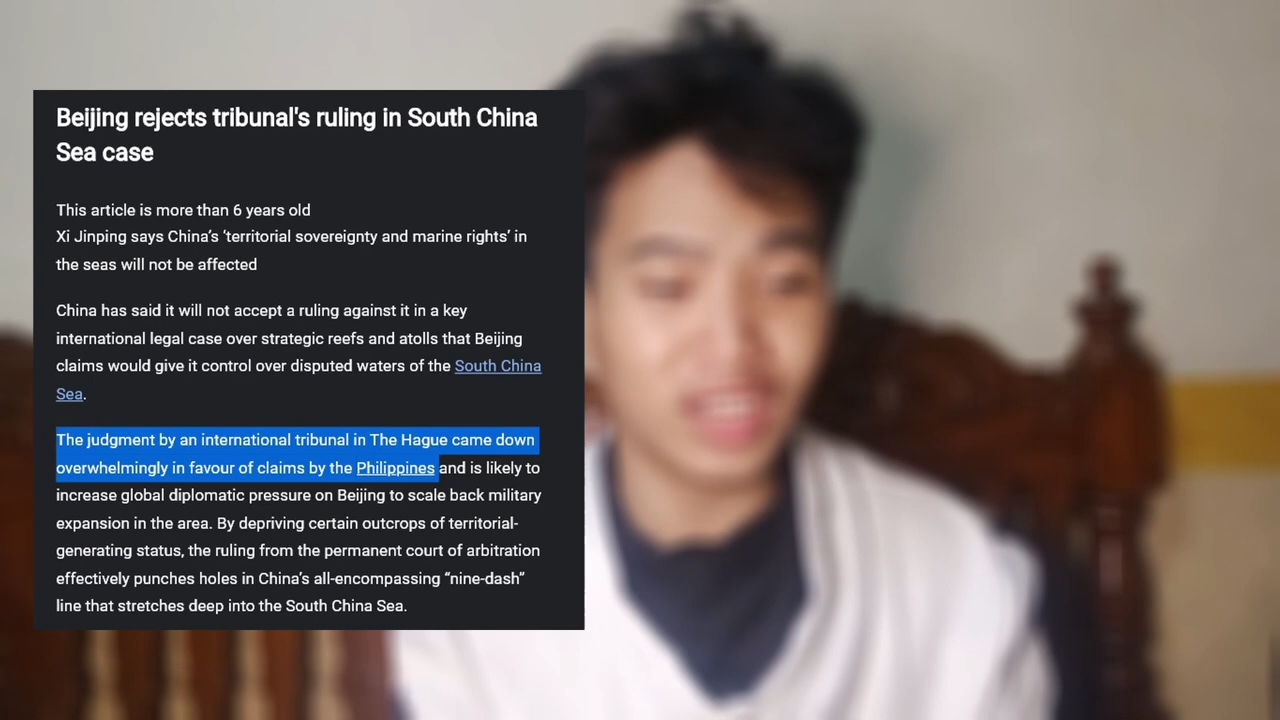 Beijing rejects tribunal's ruling in South China
Sea case
This article is more than 6 years old
Xi Jinping says China's ‘territorial sovereignty and marine rights’ in
the seas will not be affected
China has said it will not accept a ruling against it in a key
international legal case over strategic reefs and atolls that Beijing
claims would give it control over disputed waters of the South China
Sea.
The judgment by an international tribunal in The Hague came down
overwhelmingly in favour of claims by the Philippines and is likely to
increase global diplomatic pressure on Beijing to scale back military
expansion in the area. By depriving certain outcrops of territorial-
generating status, the ruling from the permanent court of arbitration
effectively punches holes in China’s all-encompassing “nine-dash”
line that stretches deep into the South China Sea.